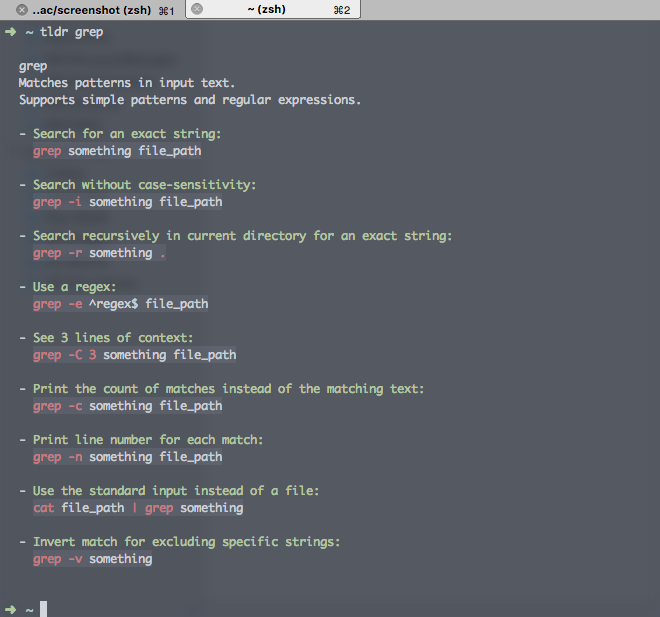 ..ac/screenshot (zsh) ⌘1
~ (zsh) ⌘2
➜ ~ tldr grep
grep
Matches patterns in input text.
Supports simple patterns and regular expressions.
- Search for an exact string:
grep something file_path
- Search without case-sensitivity:
grep -i something file_path
- Search recursively in current directory for an exact string:
grep -r something .
- Use a regex:
grep -e ^regex$ file_path
- See 3 lines of context:
grep -C 3 something file_path
- Print the count of matches instead of the matching text:
grep -c something file_path
- Print line number for each match:
grep -n something file_path
- Use the standard input instead of a file:
cat file_path | grep something
- Invert match for excluding specific strings:
grep -v something
➜ ~